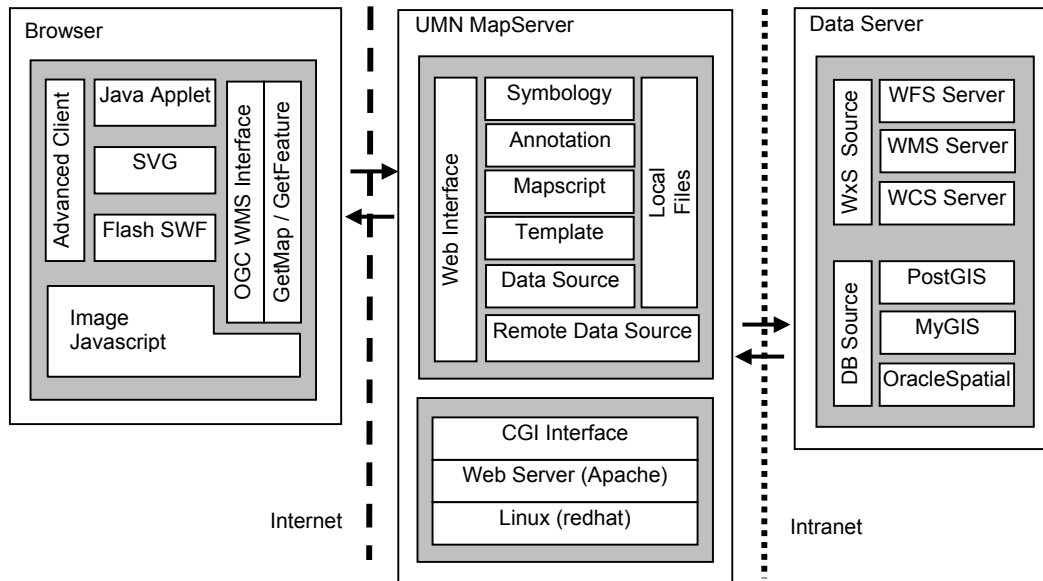 Browser
Advanced Client
Java Applet
SVG
Flash SWF
OGC WMS Interface
GetMap / GetFeature
Image
Javascript
Internet
UMN MapServer
Web Interface
Symbology
Annotation
Mapscript
Template
Data Source
Local
Files
Remote Data Source
CGI Interface
Web Server (Apache)
Linux (redhat)
Data Server
WxS Source
WFS Server
WMS Server
WCS Server
DB Source
PostGIS
MyGIS
OracleSpatial
Intranet